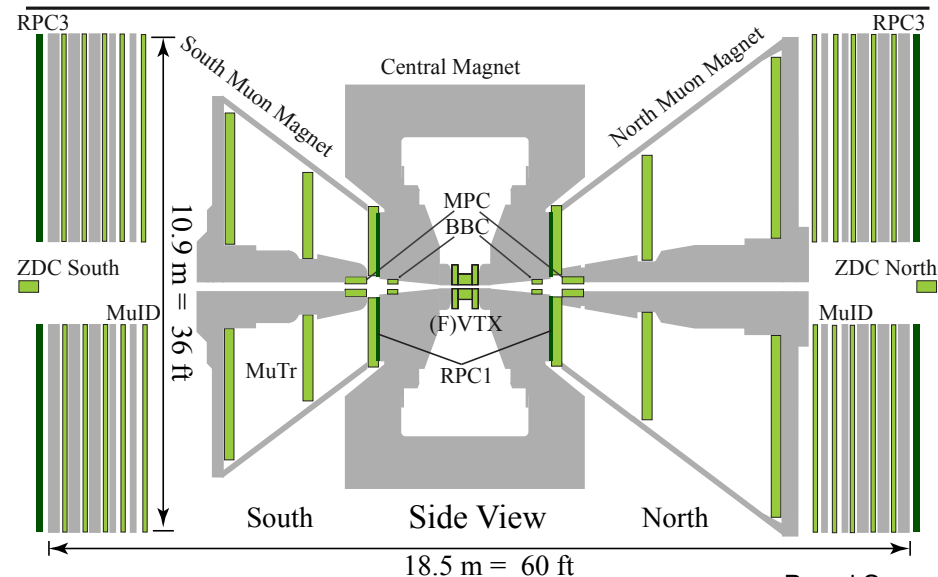 RPC3
RPC3
South Muon Magnet
Central Magnet
North Muon Magnet
MPC
BBC
10.9 m = 36 ft
ZDC South
ZDC North
MuID
(F)VTX
MuID
MuTr
RPC1
South
Side View
North
18.5 m = 60 ft